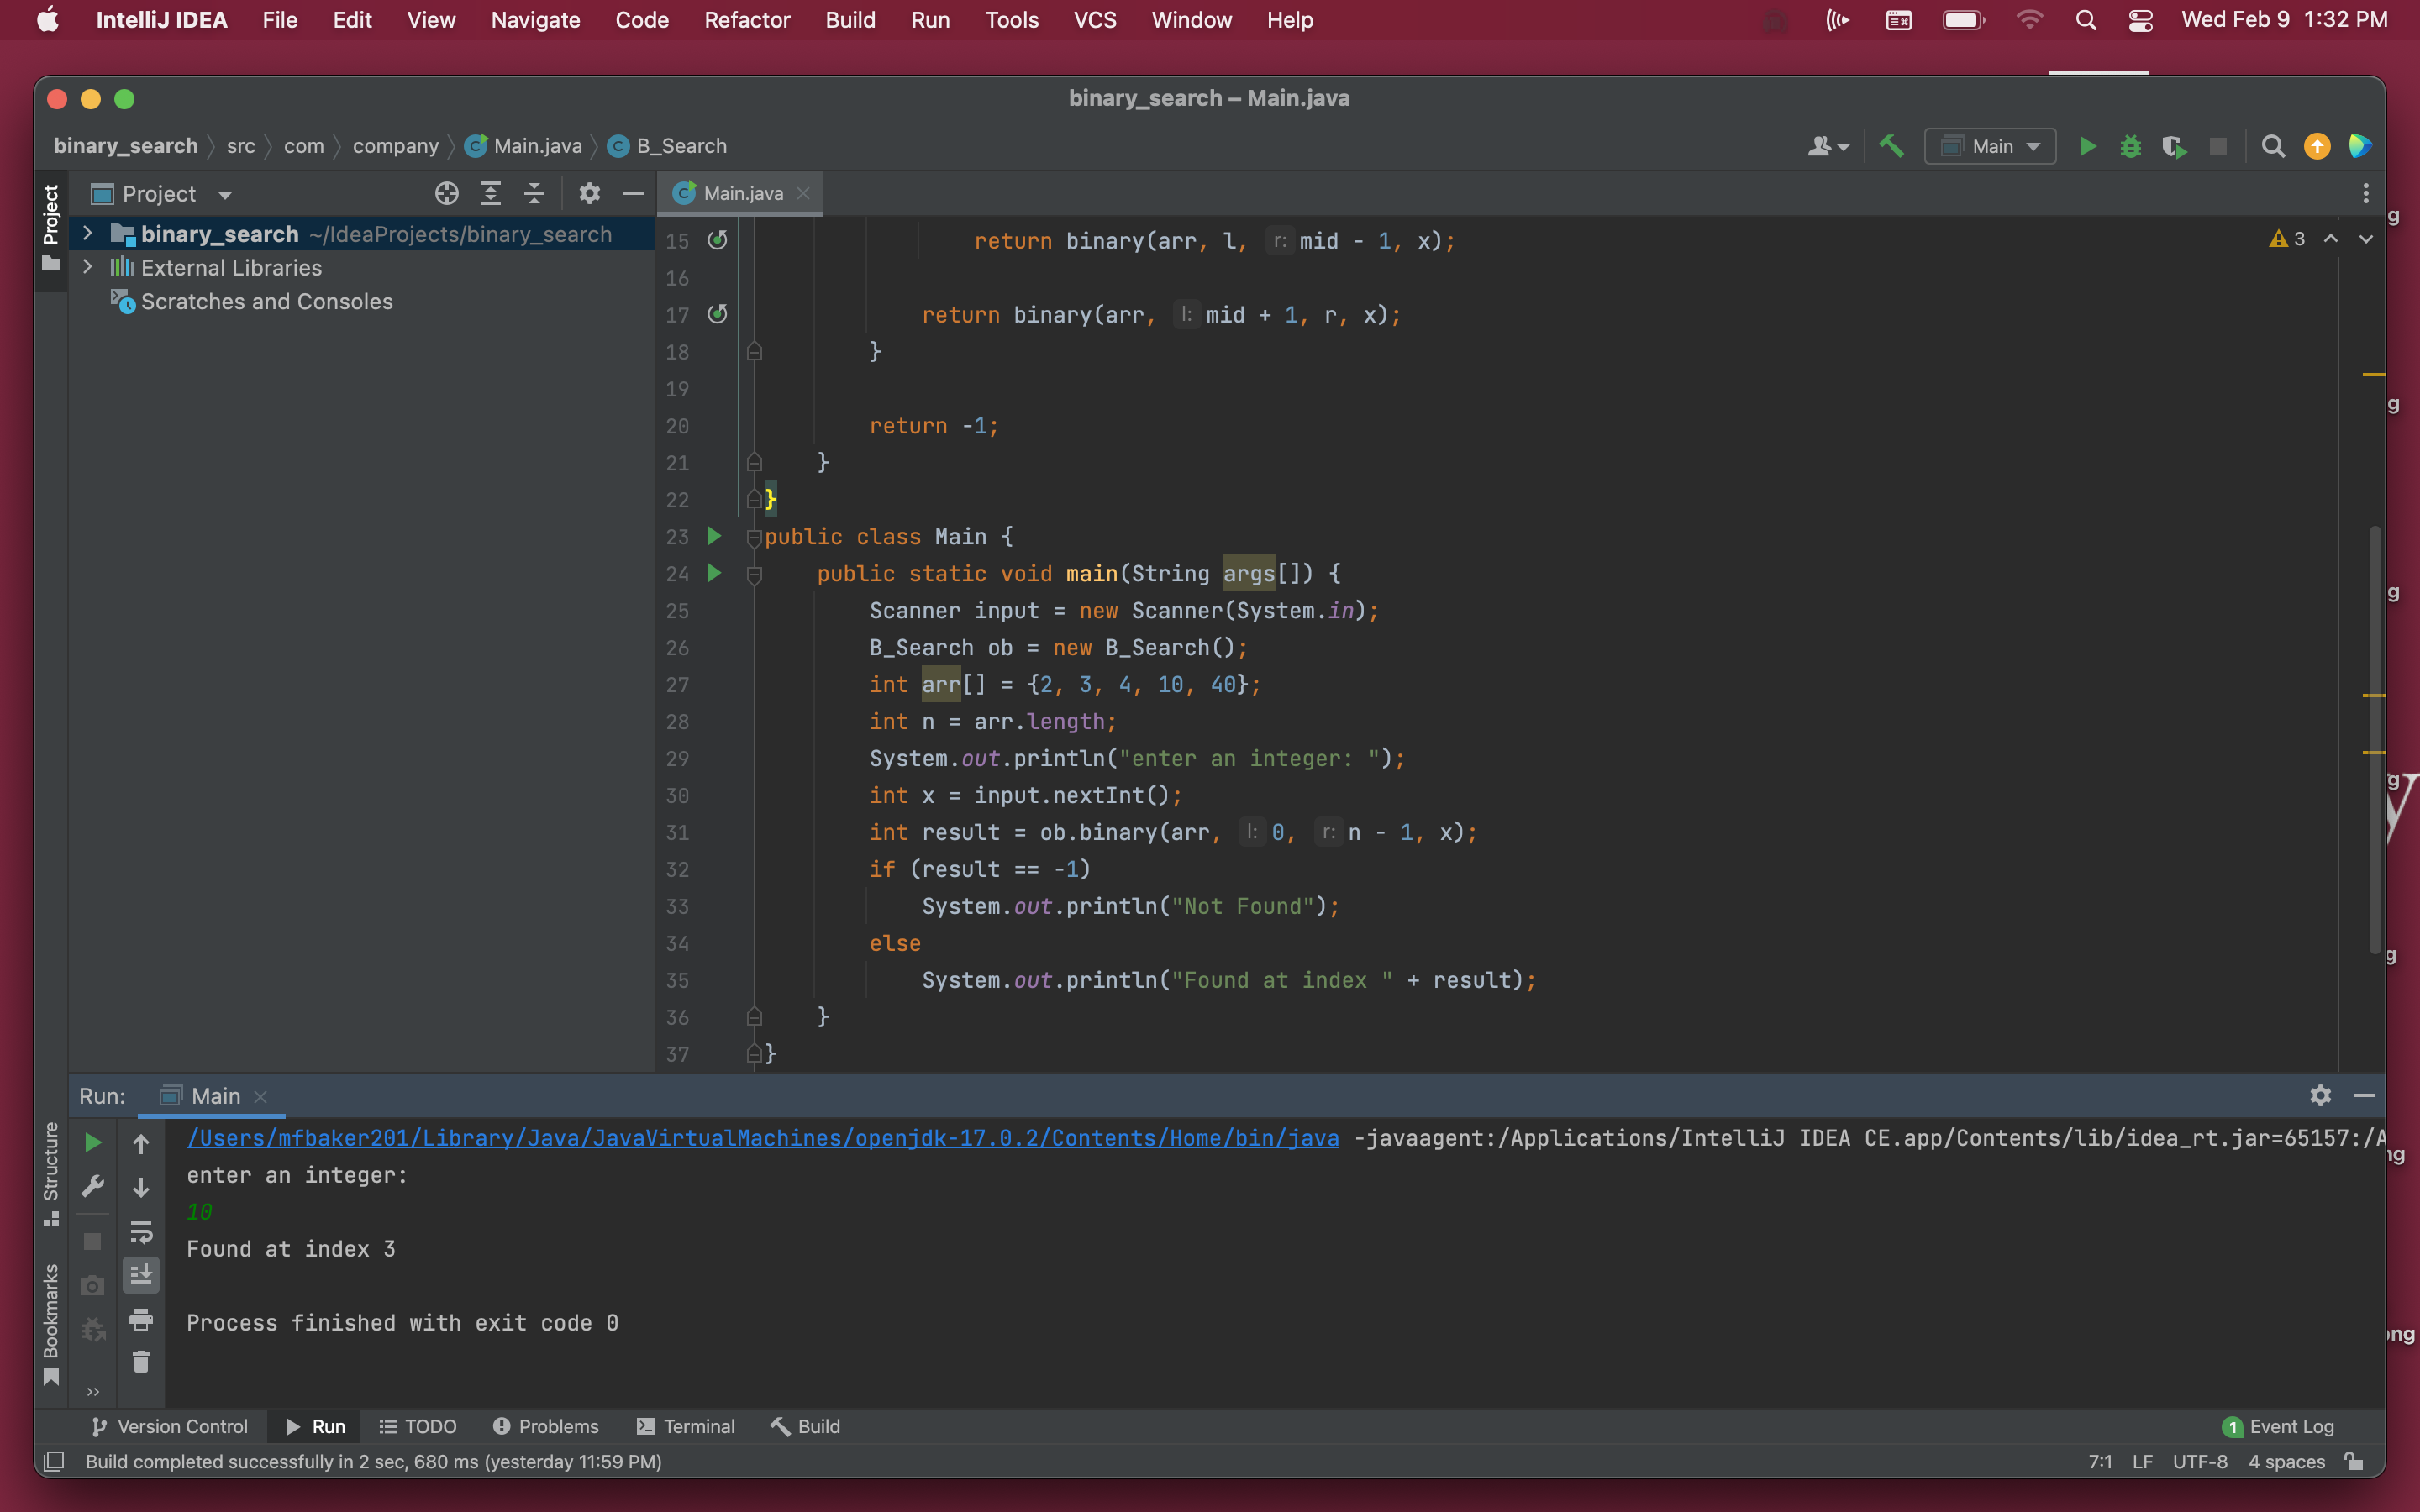 IntelliJ IDEA File Edit View Navigate Code Refactor Build Run Tools VCS Window Help Wed Feb 9 1:32 PM
binary_search – Main.java
binary_search src com company Main.java B_Search Main
Project
Project
Main.java
binary_search ~/IdeaProjects/binary_search
External Libraries
Scratches and Consoles
3
15 return binary(arr, l, r: mid - 1, x);
16
17 return binary(arr, l: mid + 1, r, x);
18 }
19
20 return -1;
21 }
22 }
23 public class Main {
24 public static void main(String args[]) {
25 Scanner input = new Scanner(System.in);
26 B_Search ob = new B_Search();
27 int arr[] = {2, 3, 4, 10, 40};
28 int n = arr.length;
29 System.out.println("enter an integer: ");
30 int x = input.nextInt();
31 int result = ob.binary(arr, l: 0, r: n - 1, x);
32 if (result == -1)
33 System.out.println("Not Found");
34 else
35 System.out.println("Found at index " + result);
36 }
37 }
Run: Main
Structure
Bookmarks
/Users/mfbaker201/Library/Java/JavaVirtualMachines/openjdk-17.0.2/Contents/Home/bin/java -javaagent:/Applications/IntelliJ IDEA CE.app/Contents/lib/idea_rt.jar=65157:/A
enter an integer:
10
Found at index 3
Process finished with exit code 0
Version Control Run TODO Problems Terminal Build 1 Event Log
Build completed successfully in 2 sec, 680 ms (yesterday 11:59 PM) 7:1 LF UTF-8 4 spaces